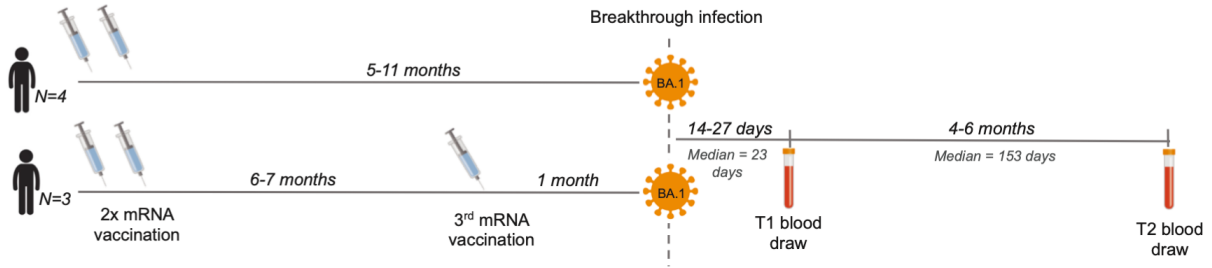 Breakthrough infection
5-11 months
BA.1
N=4
14-27 days
4-6 months
Median = 23
days
Median = 153 days
6-7 months
1 month
BA.1
N=3
2x mRNA
vaccination
3rd mRNA
vaccination
T1 blood
draw
T2 blood
draw